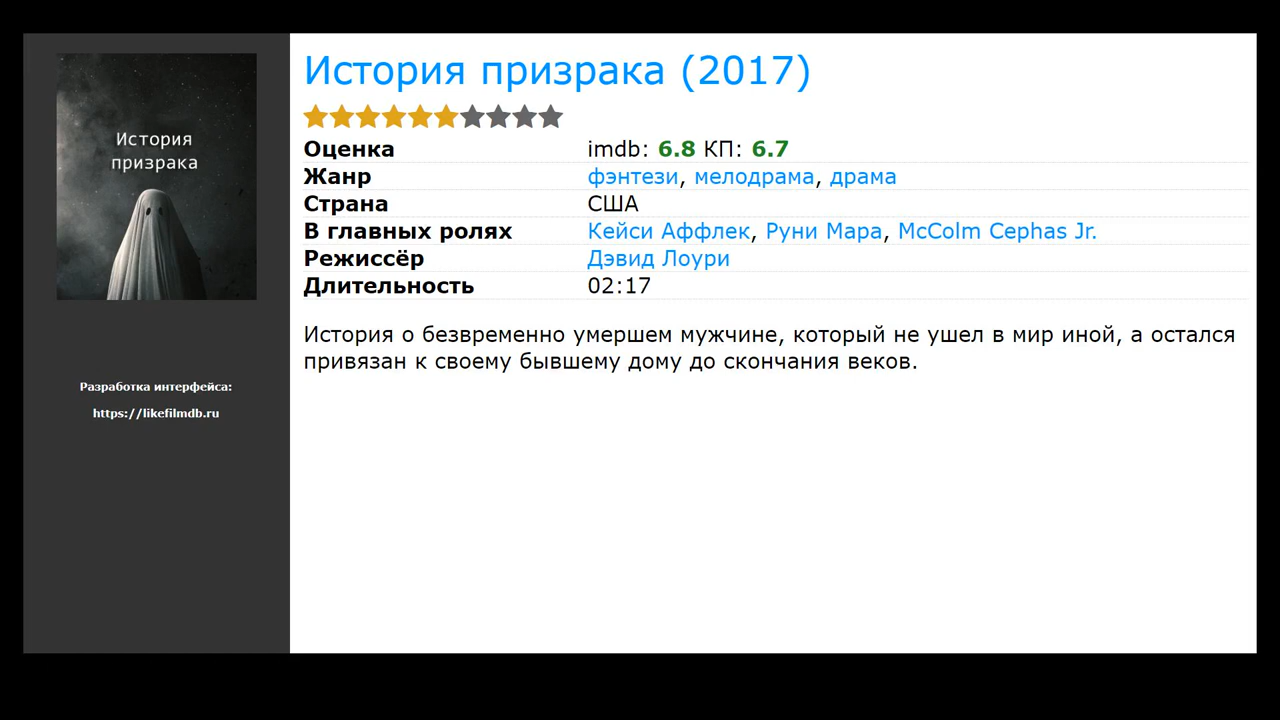 История
призрака
Разработка интерфейса:
https://likefilmdb.ru
История призрака (2017)
Оценка imdb: 6.8 КП: 6.7
Жанр фэнтези, мелодрама, драма
Страна США
В главных ролях Кейси Аффлек, Руни Мара, McColm Cephas Jr.
Режиссёр Дэвид Лоури
Длительность 02:17
История о безвременно умершем мужчине, который не ушел в мир иной, а остался
привязан к своему бывшему дому до скончания веков.